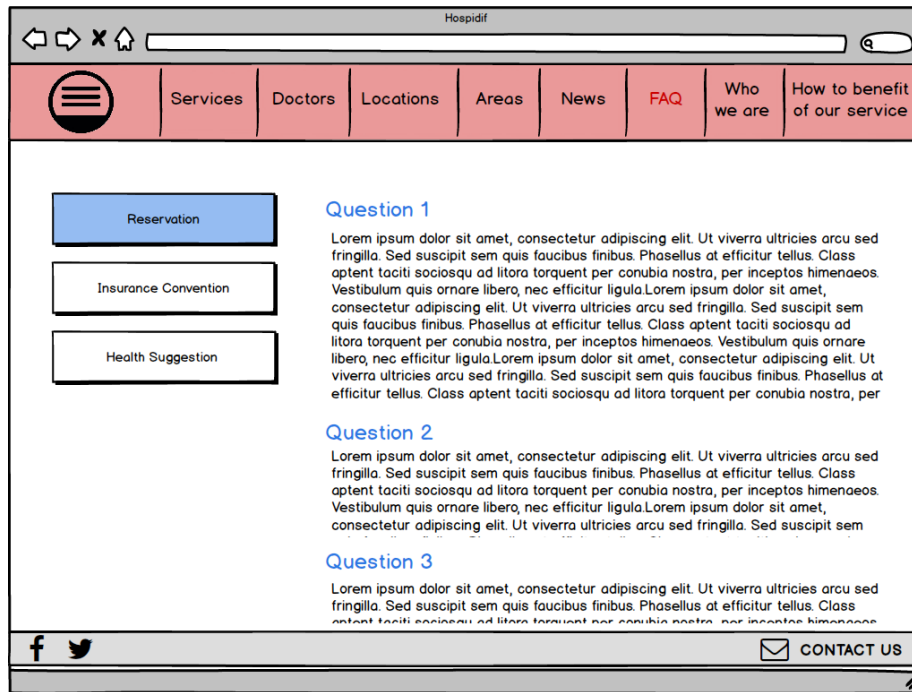 Hospidif
Services
Doctors
Locations
Areas
News
FAQ
Who
we are
How to benefit
of our service
Reservation
Insurance Convention
Health Suggestion
Question 1
Lorem ipsum dolor sit amet, consectetur adipiscing elit. Ut viverra ultricies arcu sed
fringilla. Sed suscipit sem quis faucibus finibus. Phasellus at efficitur tellus. Class
aptent taciti sociosqu ad litora torquent per conubia nostra, per inceptos himenaeos.
Vestibulum quis ornare libero, nec efficitur ligula.Lorem ipsum dolor sit amet,
consectetur adipiscing elit. Ut viverra ultricies arcu sed fringilla. Sed suscipit sem
quis faucibus finibus. Phasellus at efficitur tellus. Class aptent taciti sociosqu ad
litora torquent per conubia nostra, per inceptos himenaeos. Vestibulum quis ornare
libero, nec efficitur ligula.Lorem ipsum dolor sit amet, consectetur adipiscing elit. Ut
viverra ultricies arcu sed fringilla. Sed suscipit sem quis faucibus finibus. Phasellus at
efficitur tellus. Class aptent taciti sociosqu ad litora torquent per conubia nostra, per
Question 2
Lorem ipsum dolor sit amet, consectetur adipiscing elit. Ut viverra ultricies arcu sed
fringilla. Sed suscipit sem quis faucibus finibus. Phasellus at efficitur tellus. Class
aptent taciti sociosqu ad litora torquent per conubia nostra, per inceptos himenaeos.
Vestibulum quis ornare libero, nec efficitur ligula.Lorem ipsum dolor sit amet,
consectetur adipiscing elit. Ut viverra ultricies arcu sed fringilla. Sed suscipit sem
Question 3
Lorem ipsum dolor sit amet, consectetur adipiscing elit. Ut viverra ultricies arcu sed
fringilla. Sed suscipit sem quis faucibus finibus. Phasellus at efficitur tellus. Class
aptent taciti sociosqu ad litora torquent per conubia nostra, per inceptos himenaeos.
CONTACT US